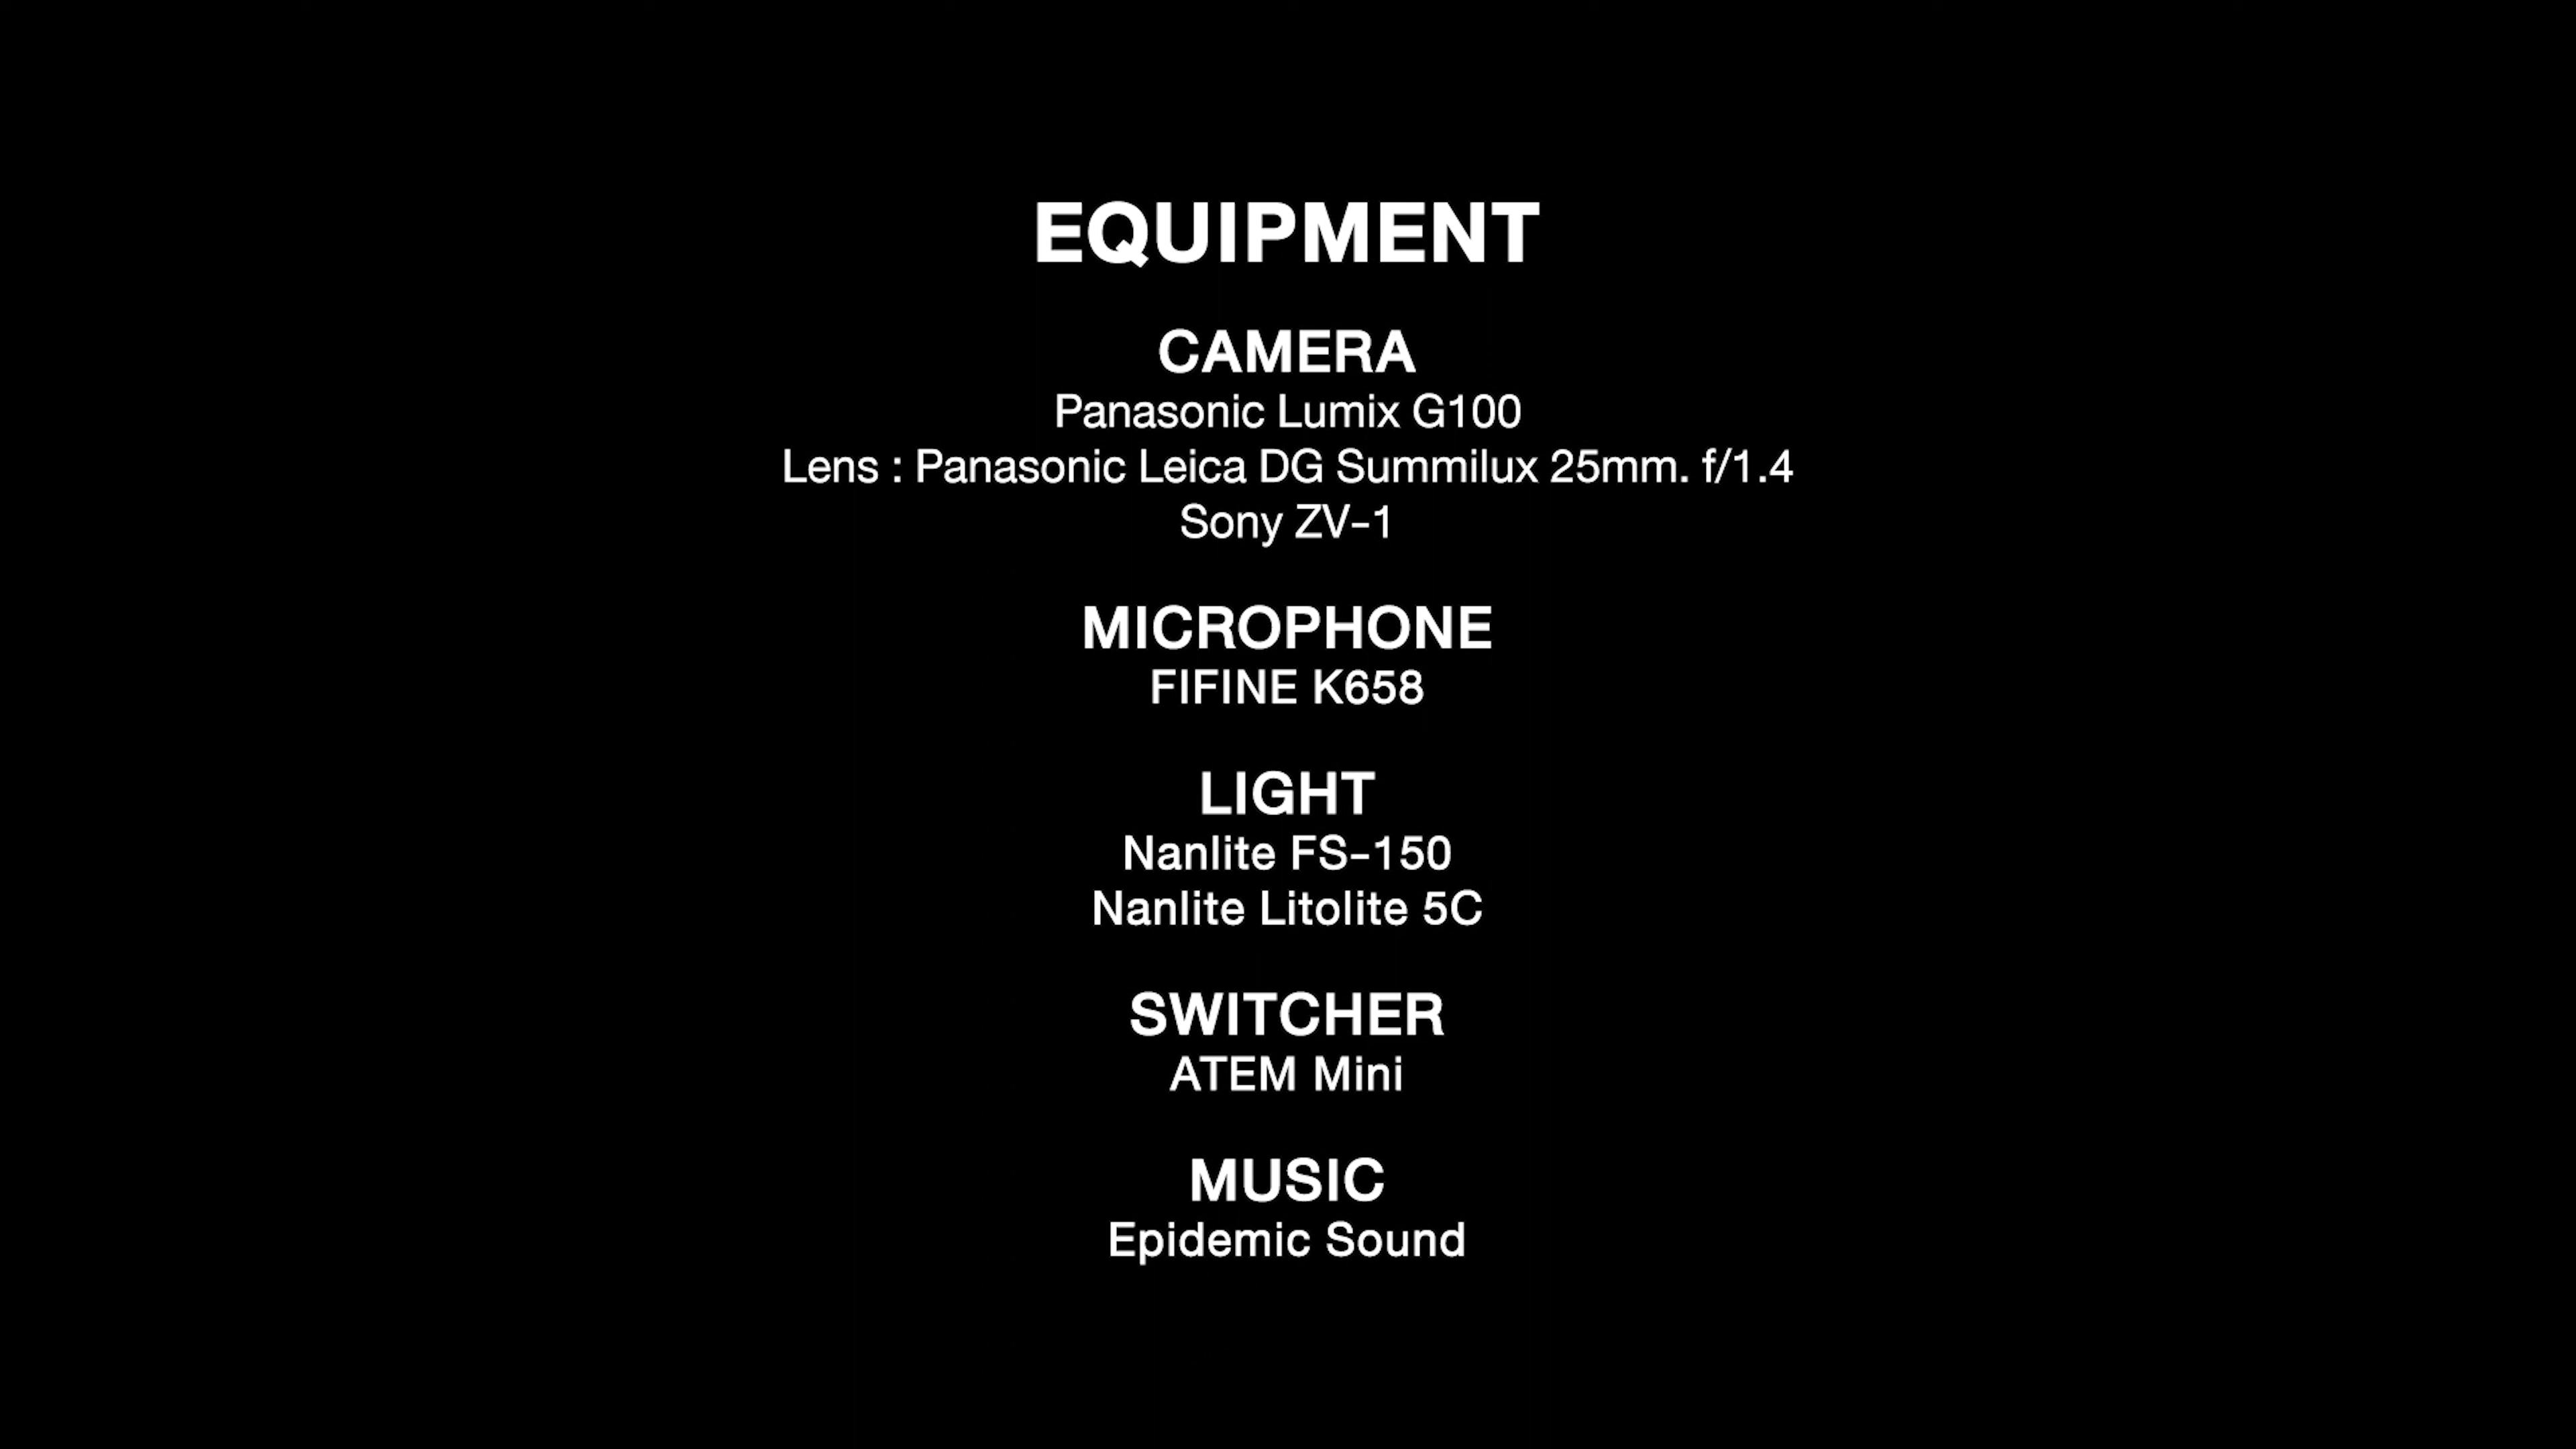 EQUIPMENT
CAMERA
Panasonic Lumix G100
Lens : Panasonic Leica DG Summilux 25mm. f/1.4
Sony ZV-1
MICROPHONE
FIFINE K658
LIGHT
Nanlite FS-150
Nanlite Litolite 5C
SWITCHER
ATEM Mini
MUSIC
Epidemic Sound